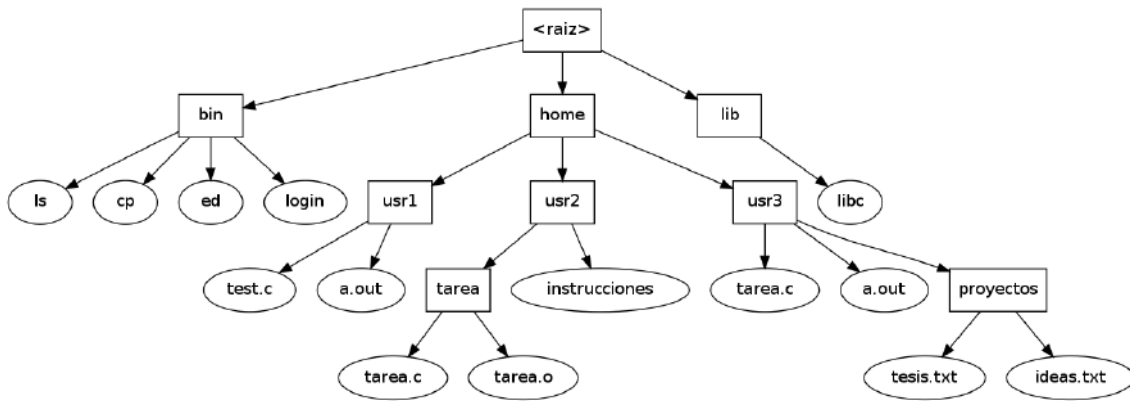 <raiz>
bin
home
lib
ls
cp
ed
login
usr1
usr2
usr3
libc
test.c
a.out
tarea
instrucciones
tarea.c
a.out
proyectos
tarea.c
tarea.o
tesis.txt
ideas.txt